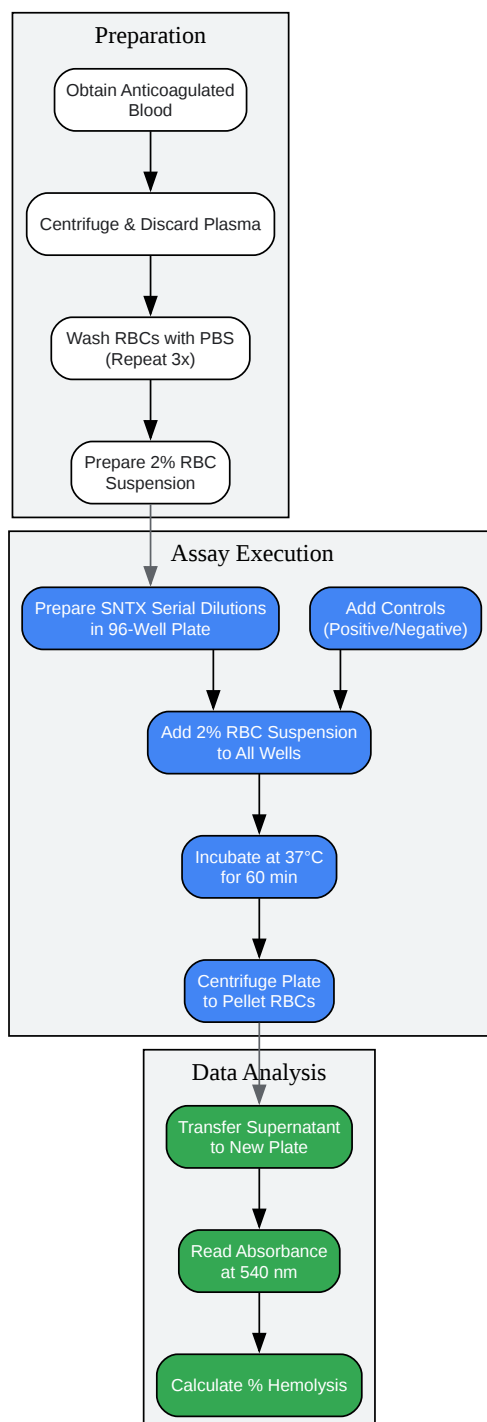 Preparation
Obtain Anticoagulated
Blood
Centrifuge & Discard Plasma
Wash RBCs with PBS
(Repeat 3x)
Prepare 2% RBC
Suspension
Assay Execution
Prepare SNTX Serial Dilutions
in 96-Well Plate
Add Controls
(Positive/Negative)
Add 2% RBC Suspension
to All Wells
Incubate at 37°C
for 60 min
Centrifuge Plate
to Pellet RBCs
Data Analysis
Transfer Supernatant
to New Plate
Read Absorbance
at 540 nm
Calculate % Hemolysis